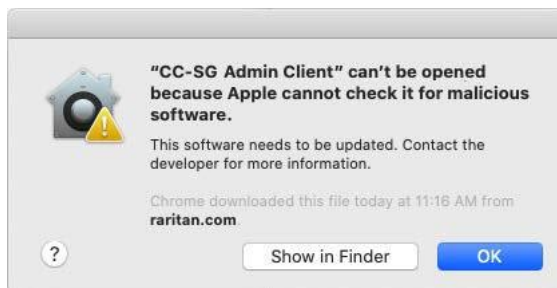 “CC-SG Admin Client” can’t be opened
because Apple cannot check it for malicious
software.
This software needs to be updated. Contact the
developer for more information.
Chrome downloaded this file today at 11:16 AM from
raritan.com
?
Show in Finder
OK